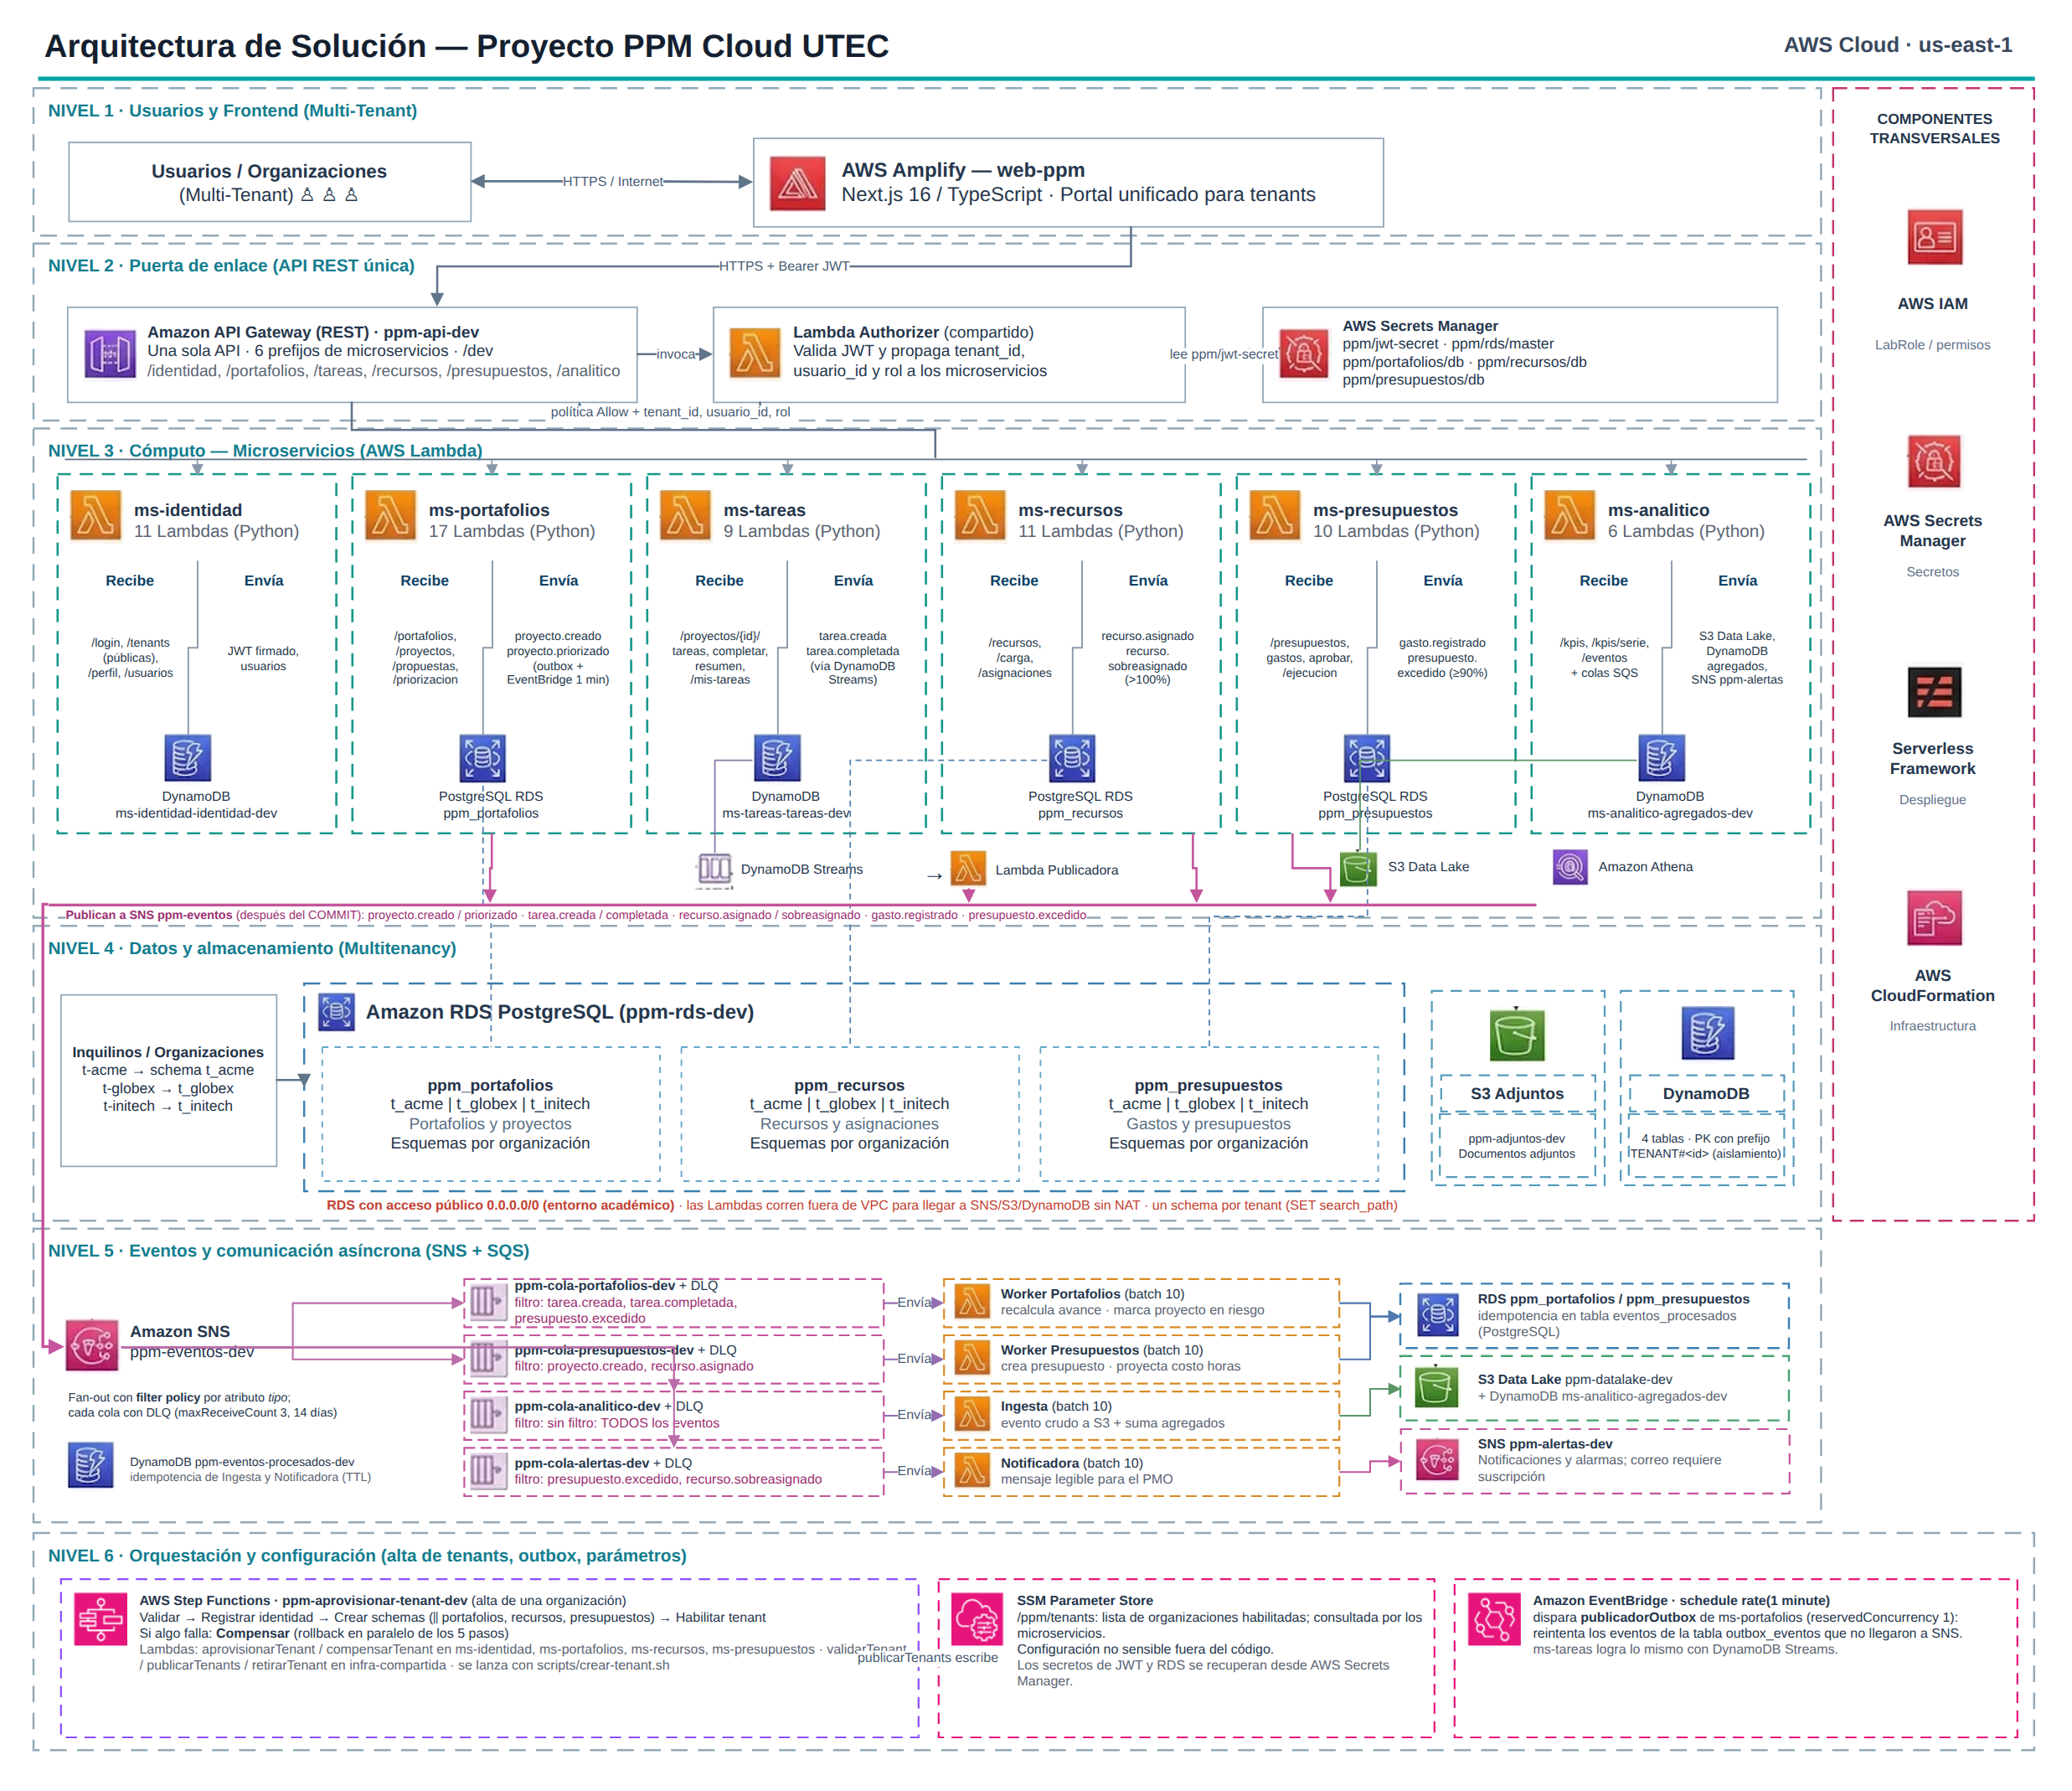 Arquitectura de Solución — Proyecto PPM Cloud UTEC
AWS Cloud · us-east-1
NIVEL 1 · Usuarios y Frontend (Multi-Tenant)
Usuarios / Organizaciones
(Multi-Tenant) ♙ ♙ ♙
HTTPS / Internet
AWS Amplify — web-ppm
Next.js 16 / TypeScript · Portal unificado para tenants
NIVEL 2 · Puerta de enlace (API REST única)
HTTPS + Bearer JWT
Amazon API Gateway (REST) · ppm-api-dev
Una sola API · 6 prefijos de microservicios · /dev
/identidad, /portafolios, /tareas, /recursos, /presupuestos, /analitico
invoca
Lambda Authorizer (compartido)
Valida JWT y propaga tenant_id,
usuario_id y rol a los microservicios
lee ppm/jwt-secret
AWS Secrets Manager
ppm/jwt-secret · ppm/rds/master
ppm/portafolios/db · ppm/recursos/db
ppm/presupuestos/db
política Allow + tenant_id, usuario_id, rol
NIVEL 3 · Cómputo — Microservicios (AWS Lambda)
ms-identidad
11 Lambdas (Python)
Recibe
Envía
/login, /tenants
(públicas),
/perfil, /usuarios
JWT firmado,
usuarios
DynamoDB
ms-identidad-identidad-dev
ms-portafolios
17 Lambdas (Python)
Recibe
Envía
/portafolios,
/proyectos,
/propuestas,
/priorizacion
proyecto.creado
proyecto.priorizado
(outbox +
EventBridge 1 min)
PostgreSQL RDS
ppm_portafolios
ms-tareas
9 Lambdas (Python)
Recibe
Envía
/proyectos/{id}/
tareas, completar,
resumen,
/mis-tareas
tarea.creada
tarea.completada
(vía DynamoDB
Streams)
DynamoDB
ms-tareas-tareas-dev
ms-recursos
11 Lambdas (Python)
Recibe
Envía
/recursos,
/carga,
/asignaciones
recurso.asignado
recurso.
sobreasignado
(>100%)
PostgreSQL RDS
ppm_recursos
ms-presupuestos
10 Lambdas (Python)
Recibe
Envía
/presupuestos,
gastos, aprobar,
/ejecucion
gasto.registrado
presupuesto.
excedido (≥90%)
PostgreSQL RDS
ppm_presupuestos
ms-analitico
6 Lambdas (Python)
Recibe
Envía
/kpis, /kpis/serie,
/eventos
+ colas SQS
S3 Data Lake,
DynamoDB
agregados,
SNS ppm-alertas
DynamoDB
ms-analitico-agregados-dev
DynamoDB Streams
→
Lambda Publicadora
S3 Data Lake
Amazon Athena
Publican a SNS ppm-eventos (después del COMMIT): proyecto.creado / priorizado · tarea.creada / completada · recurso.asignado / sobreasignado · gasto.registrado · presupuesto.excedido
NIVEL 4 · Datos y almacenamiento (Multitenancy)
Inquilinos / Organizaciones
t-acme → schema t_acme
t-globex → t_globex
t-initech → t_initech
Amazon RDS PostgreSQL (ppm-rds-dev)
ppm_portafolios
t_acme | t_globex | t_initech
Portafolios y proyectos
Esquemas por organización
ppm_recursos
t_acme | t_globex | t_initech
Recursos y asignaciones
Esquemas por organización
ppm_presupuestos
t_acme | t_globex | t_initech
Gastos y presupuestos
Esquemas por organización
S3 Adjuntos
ppm-adjuntos-dev
Documentos adjuntos
DynamoDB
4 tablas · PK con prefijo
TENANT#<id> (aislamiento)
RDS con acceso público 0.0.0.0/0 (entorno académico) · las Lambdas corren fuera de VPC para llegar a SNS/S3/DynamoDB sin NAT · un schema por tenant (SET search_path)
NIVEL 5 · Eventos y comunicación asíncrona (SNS + SQS)
Amazon SNS
ppm-eventos-dev
Fan-out con filter policy por atributo tipo;
cada cola con DLQ (maxReceiveCount 3, 14 días)
DynamoDB ppm-eventos-procesados-dev
idempotencia de Ingesta y Notificadora (TTL)
ppm-cola-portafolios-dev + DLQ
filtro: tarea.creada, tarea.completada,
presupuesto.excedido
Envía
Worker Portafolios (batch 10)
recalcula avance · marca proyecto en riesgo
ppm-cola-presupuestos-dev + DLQ
filtro: proyecto.creado, recurso.asignado
Envía
Worker Presupuestos (batch 10)
crea presupuesto · proyecta costo horas
ppm-cola-analitico-dev + DLQ
filtro: sin filtro: TODOS los eventos
Envía
Ingesta (batch 10)
evento crudo a S3 + suma agregados
ppm-cola-alertas-dev + DLQ
filtro: presupuesto.excedido, recurso.sobreasignado
Envía
Notificadora (batch 10)
mensaje legible para el PMO
RDS ppm_portafolios / ppm_presupuestos
idempotencia en tabla eventos_procesados
(PostgreSQL)
S3 Data Lake ppm-datalake-dev
+ DynamoDB ms-analitico-agregados-dev
SNS ppm-alertas-dev
Notificaciones y alarmas; correo requiere
suscripción
NIVEL 6 · Orquestación y configuración (alta de tenants, outbox, parámetros)
AWS Step Functions · ppm-aprovisionar-tenant-dev (alta de una organización)
Validar → Registrar identidad → Crear schemas (‖ portafolios, recursos, presupuestos) → Habilitar tenant
Si algo falla: Compensar (rollback en paralelo de los 5 pasos)
Lambdas: aprovisionarTenant / compensarTenant en ms-identidad, ms-portafolios, ms-recursos, ms-presupuestos · validarTenant
/ publicarTenants / retirarTenant en infra-compartida · se lanza con scripts/crear-tenant.sh
publicarTenants escribe
SSM Parameter Store
/ppm/tenants: lista de organizaciones habilitadas; consultada por los
microservicios.
Configuración no sensible fuera del código.
Los secretos de JWT y RDS se recuperan desde AWS Secrets
Manager.
Amazon EventBridge · schedule rate(1 minute)
dispara publicadorOutbox de ms-portafolios (reservedConcurrency 1):
reintenta los eventos de la tabla outbox_eventos que no llegaron a SNS.
ms-tareas logra lo mismo con DynamoDB Streams.
COMPONENTES
TRANSVERSALES
AWS IAM
LabRole / permisos
AWS Secrets
Manager
Secretos
Serverless
Framework
Despliegue
AWS
CloudFormation
Infraestructura